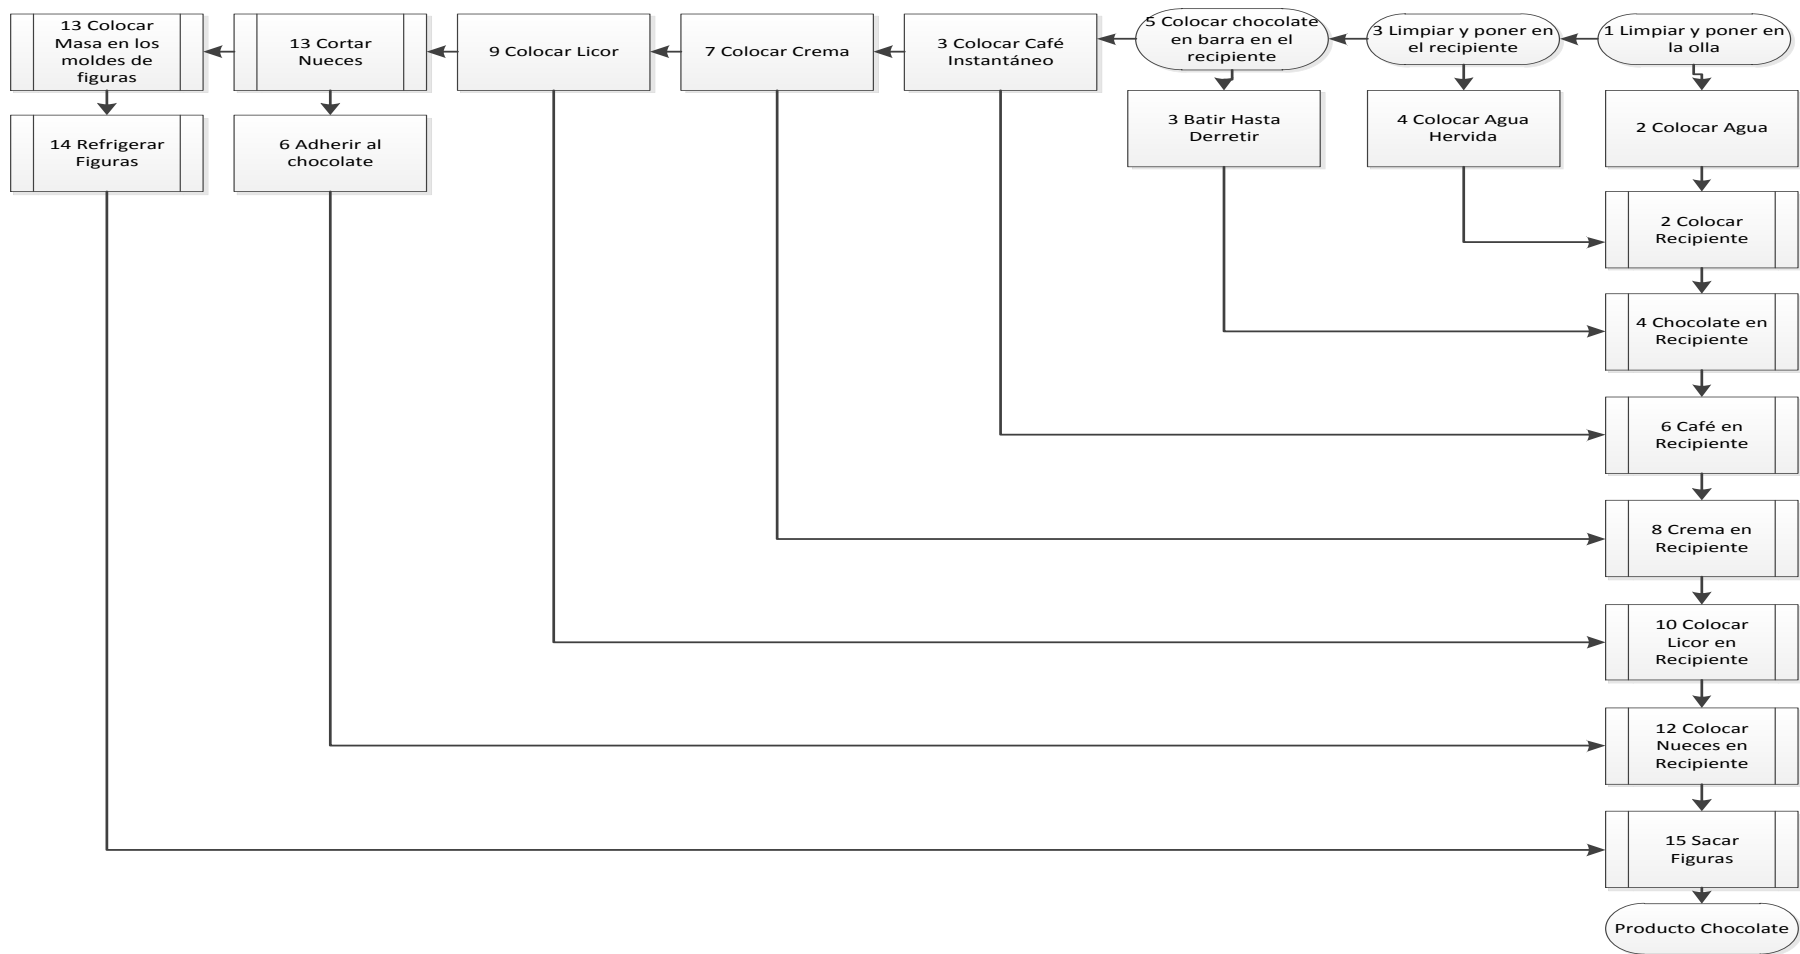 13 Colocar
Masa en los
moldes de
figuras
13 Cortar
Nueces
9 Colocar Licor
7 Colocar Crema
3 Colocar Café
Instantáneo
5 Colocar chocolate
en barra en el
recipiente
3 Limpiar y poner en
el recipiente
1 Limpiar y poner en
la olla
14 Refrigerar
Figuras
6 Adherir al
chocolate
3 Batir Hasta
Derretir
4 Colocar Agua
Hervida
2 Colocar Agua
2 Colocar
Recipiente
4 Chocolate en
Recipiente
6 Café en
Recipiente
8 Crema en
Recipiente
10 Colocar
Licor en
Recipiente
12 Colocar
Nueces en
Recipiente
15 Sacar
Figuras
Producto Chocolate